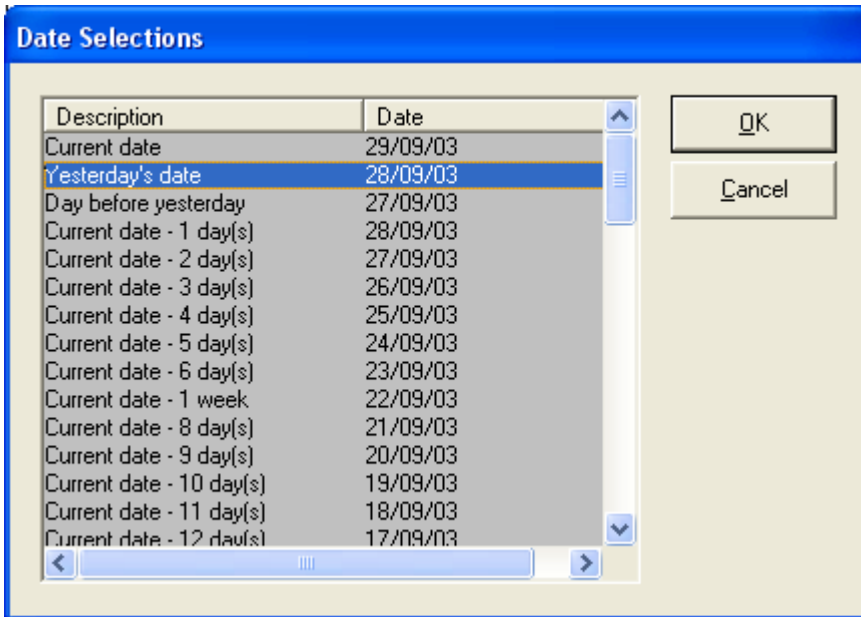 Date Selections
Description Date
Current date 29/09/03
Yesterday's date 28/09/03
Day before yesterday 27/09/03
Current date - 1 day(s) 28/09/03
Current date - 2 day(s) 27/09/03
Current date - 3 day(s) 26/09/03
Current date - 4 day(s) 25/09/03
Current date - 5 day(s) 24/09/03
Current date - 6 day(s) 23/09/03
Current date - 1 week 22/09/03
Current date - 8 day(s) 21/09/03
Current date - 9 day(s) 20/09/03
Current date - 10 day(s) 19/09/03
Current date - 11 day(s) 18/09/03
Current date - 12 day(s) 17/09/03
OK
Cancel